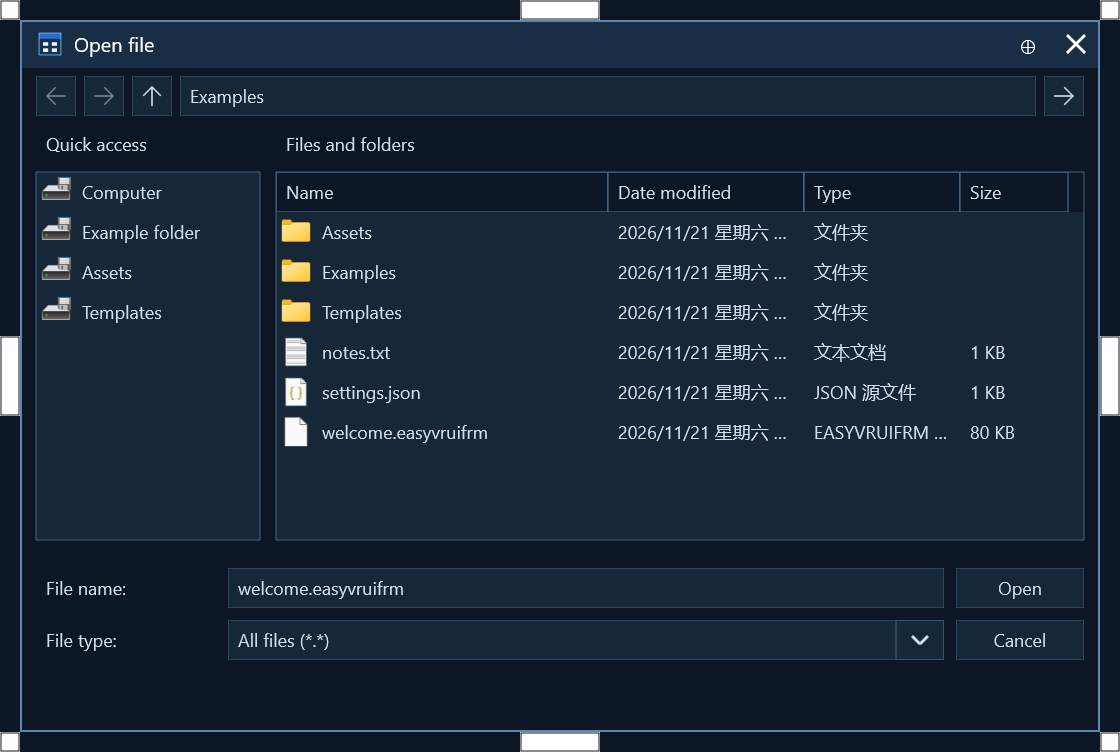 Open file
Examples
Quick access
Files and folders
Computer
Example folder
Assets
Templates
Name Date modified Type Size
Assets 2026/11/21 星期六 ... 文件夹
Examples 2026/11/21 星期六 ... 文件夹
Templates 2026/11/21 星期六 ... 文件夹
notes.txt 2026/11/21 星期六 ... 文本文档 1 KB
settings.json 2026/11/21 星期六 ... JSON 源文件 1 KB
welcome.easyvruifrm 2026/11/21 星期六 ... EASYVRUIFRM ... 80 KB
File name: welcome.easyvruifrm Open
File type: All files (*.*) Cancel